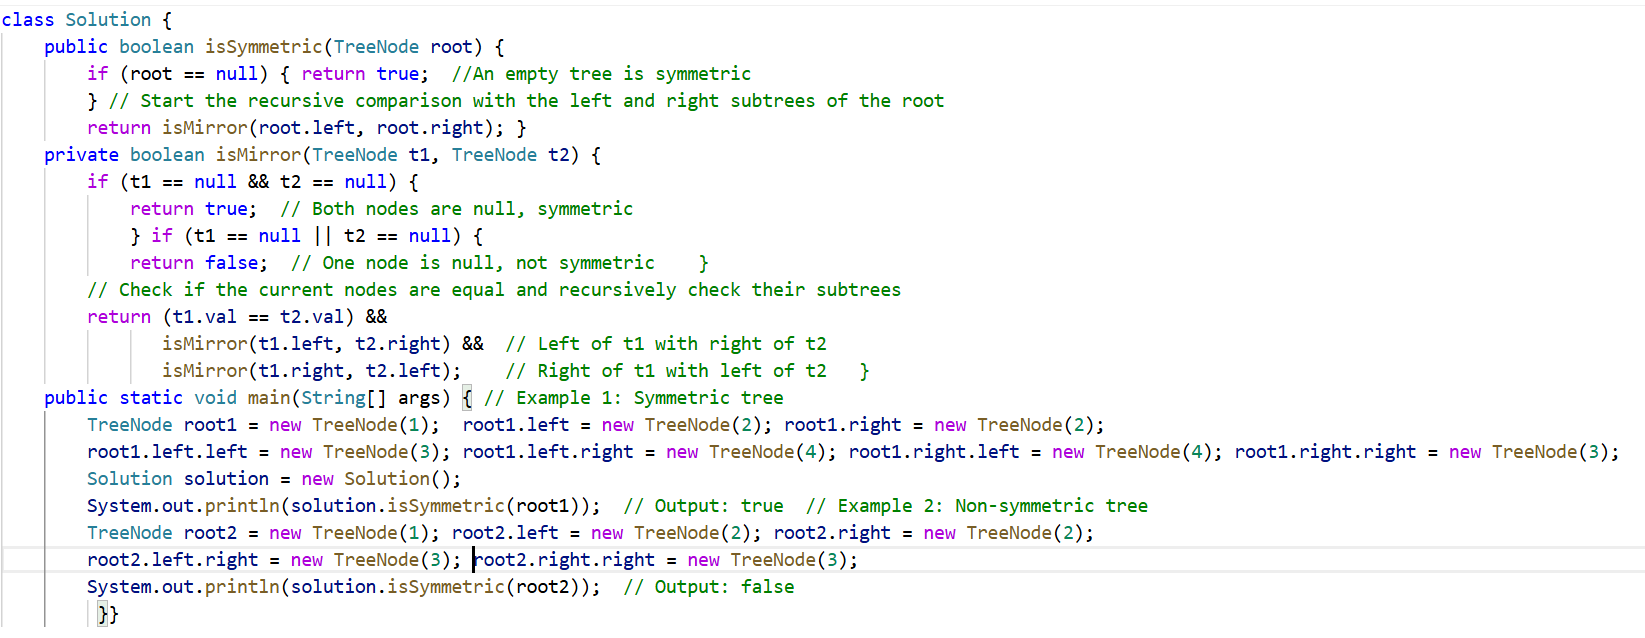 class Solution {
    public boolean isSymmetric(TreeNode root) {
        if (root == null) { return true;  //An empty tree is symmetric
        } // Start the recursive comparison with the left and right subtrees of the root
        return isMirror(root.left, root.right); }
    private boolean isMirror(TreeNode t1, TreeNode t2) {
        if (t1 == null && t2 == null) {
            return true;  // Both nodes are null, symmetric
            } if (t1 == null || t2 == null) {
            return false;  // One node is null, not symmetric    }
        // Check if the current nodes are equal and recursively check their subtrees
        return (t1.val == t2.val) &&
               isMirror(t1.left, t2.right) &&  // Left of t1 with right of t2
               isMirror(t1.right, t2.left);    // Right of t1 with left of t2   }
    public static void main(String[] args) { // Example 1: Symmetric tree
        TreeNode root1 = new TreeNode(1);  root1.left = new TreeNode(2); root1.right = new TreeNode(2);
        root1.left.left = new TreeNode(3); root1.left.right = new TreeNode(4); root1.right.left = new TreeNode(4); root1.right.right = new TreeNode(3);
        Solution solution = new Solution();
        System.out.println(solution.isSymmetric(root1));  // Output: true  // Example 2: Non-symmetric tree
        TreeNode root2 = new TreeNode(1); root2.left = new TreeNode(2); root2.right = new TreeNode(2);
        root2.left.right = new TreeNode(3); root2.right.right = new TreeNode(3);
        System.out.println(solution.isSymmetric(root2));  // Output: false
         }}